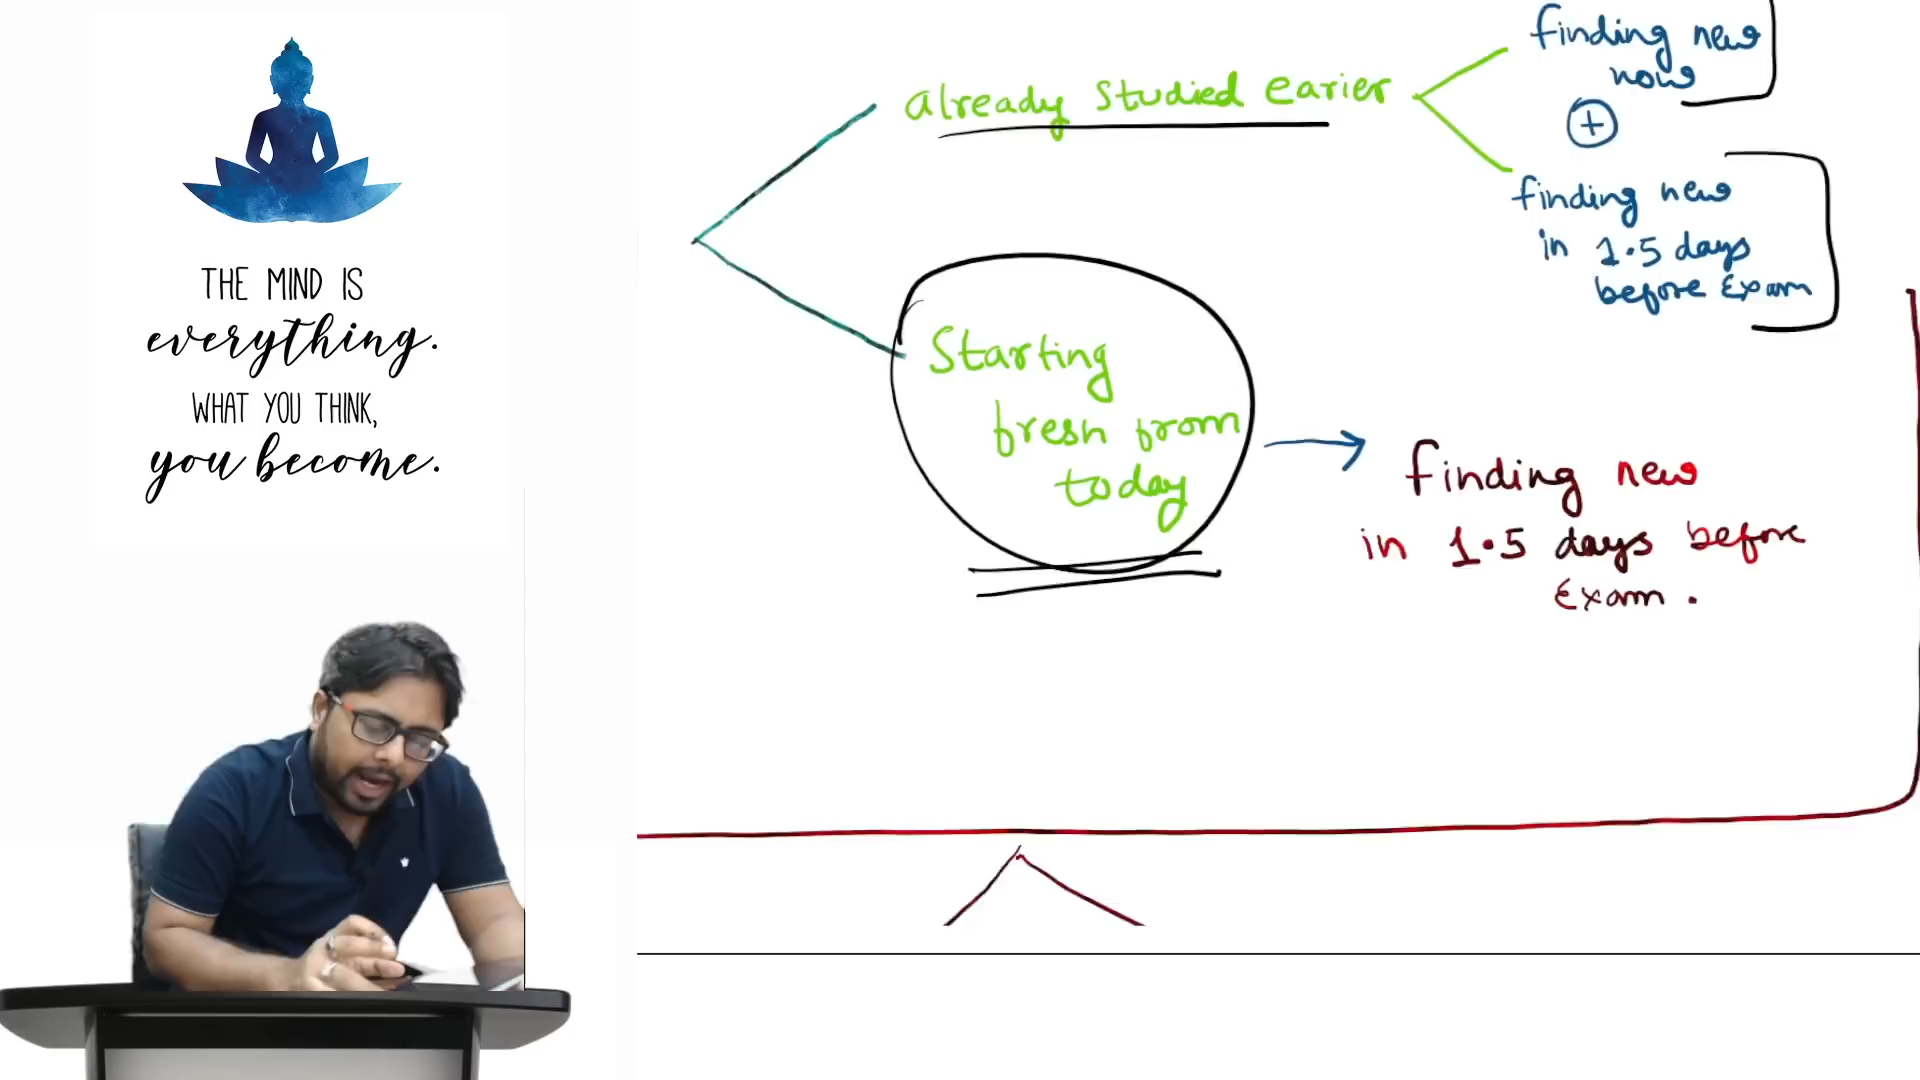 THE MIND IS
everything.
WHAT YOU THINK,
you become.
already studied earier
finding new
now
+
finding new
in 1.5 days
before Exam
Starting
fresh from
today
finding new
in 1.5 days before
Exam.